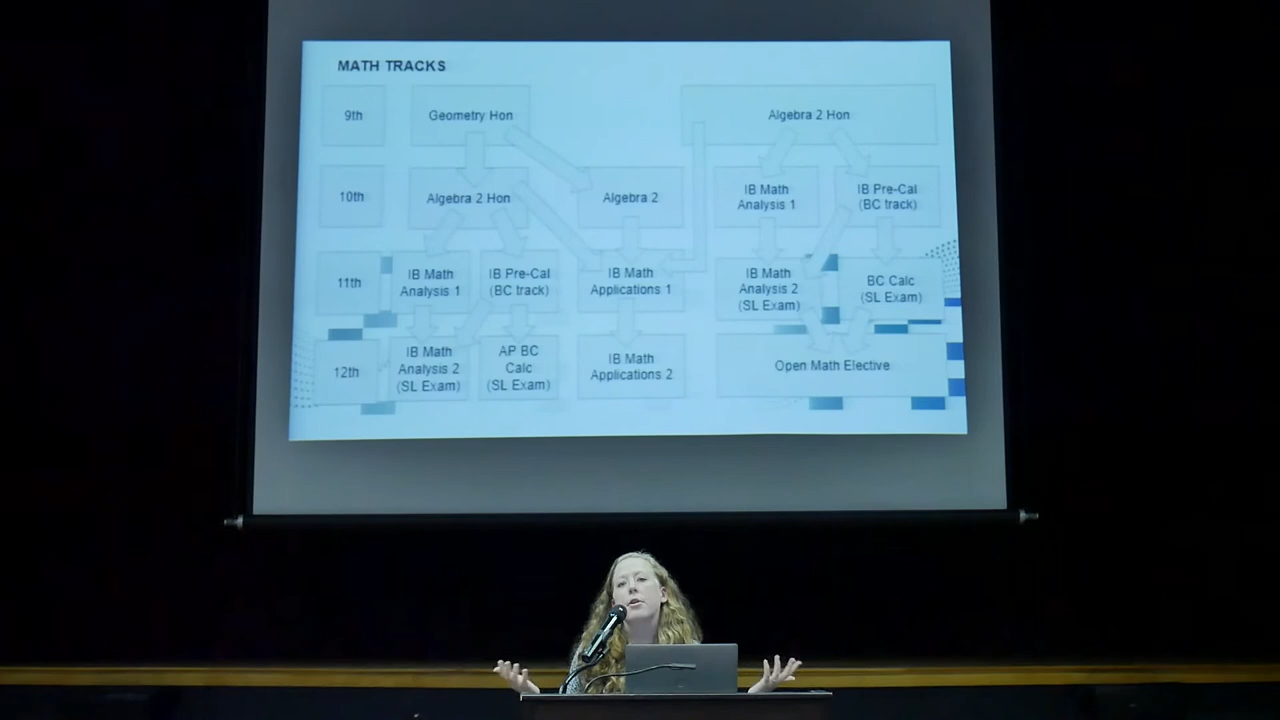 MATH TRACKS
9th
Geometry Hon
Algebra 2 Hon
10th
Algebra 2 Hon
Algebra 2
IB Math
Analysis 1
IB Pre-Cal
(BC track)
11th
IB Math
Analysis 1
IB Pre-Cal
(BC track)
IB Math
Applications 1
IB Math
Analysis 2
(SL Exam)
BC Calc
(SL Exam)
12th
IB Math
Analysis 2
(SL Exam)
AP BC
Calc
(SL Exam)
IB Math
Applications 2
Open Math Elective